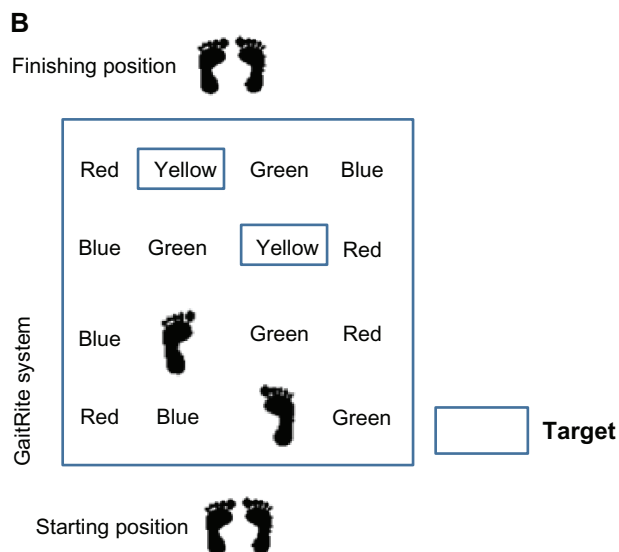 B
Finishing position
Red Yellow Green Blue
Blue Green Yellow Red
Blue Green Red
Red Blue Green
GaitRite system
Target
Starting position